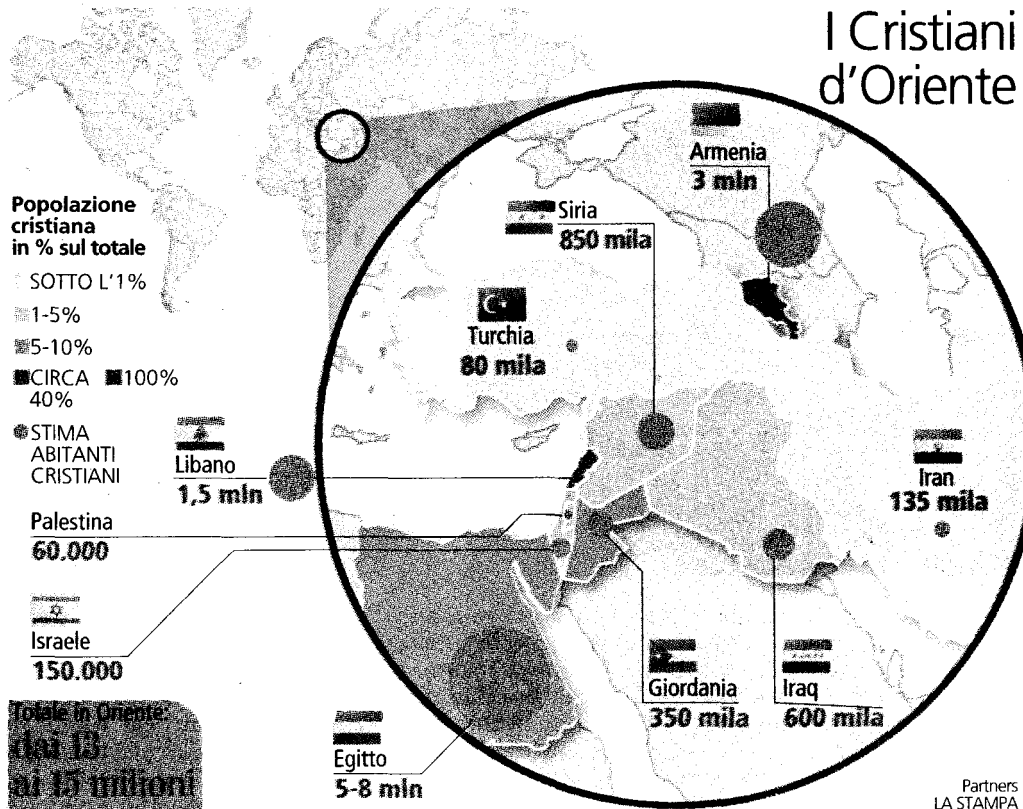 I Cristiani
d'Oriente
Popolazione
cristiana
in % sul totale
SOTTO L'1%
1-5%
5-10%
CIRCA 40%
100%
STIMA
ABITANTI
CRISTIANI
Armenia
3 mln
Siria
850 mila
Turchia
80 mila
Libano
1,5 mln
Iran
135 mila
Palestina
60.000
Israele
150.000
Giordania
350 mila
Iraq
600 mila
Egitto
5-8 mln
Totale in Oriente:
dai 13
ai 15 milioni
Partners
LA STAMPA